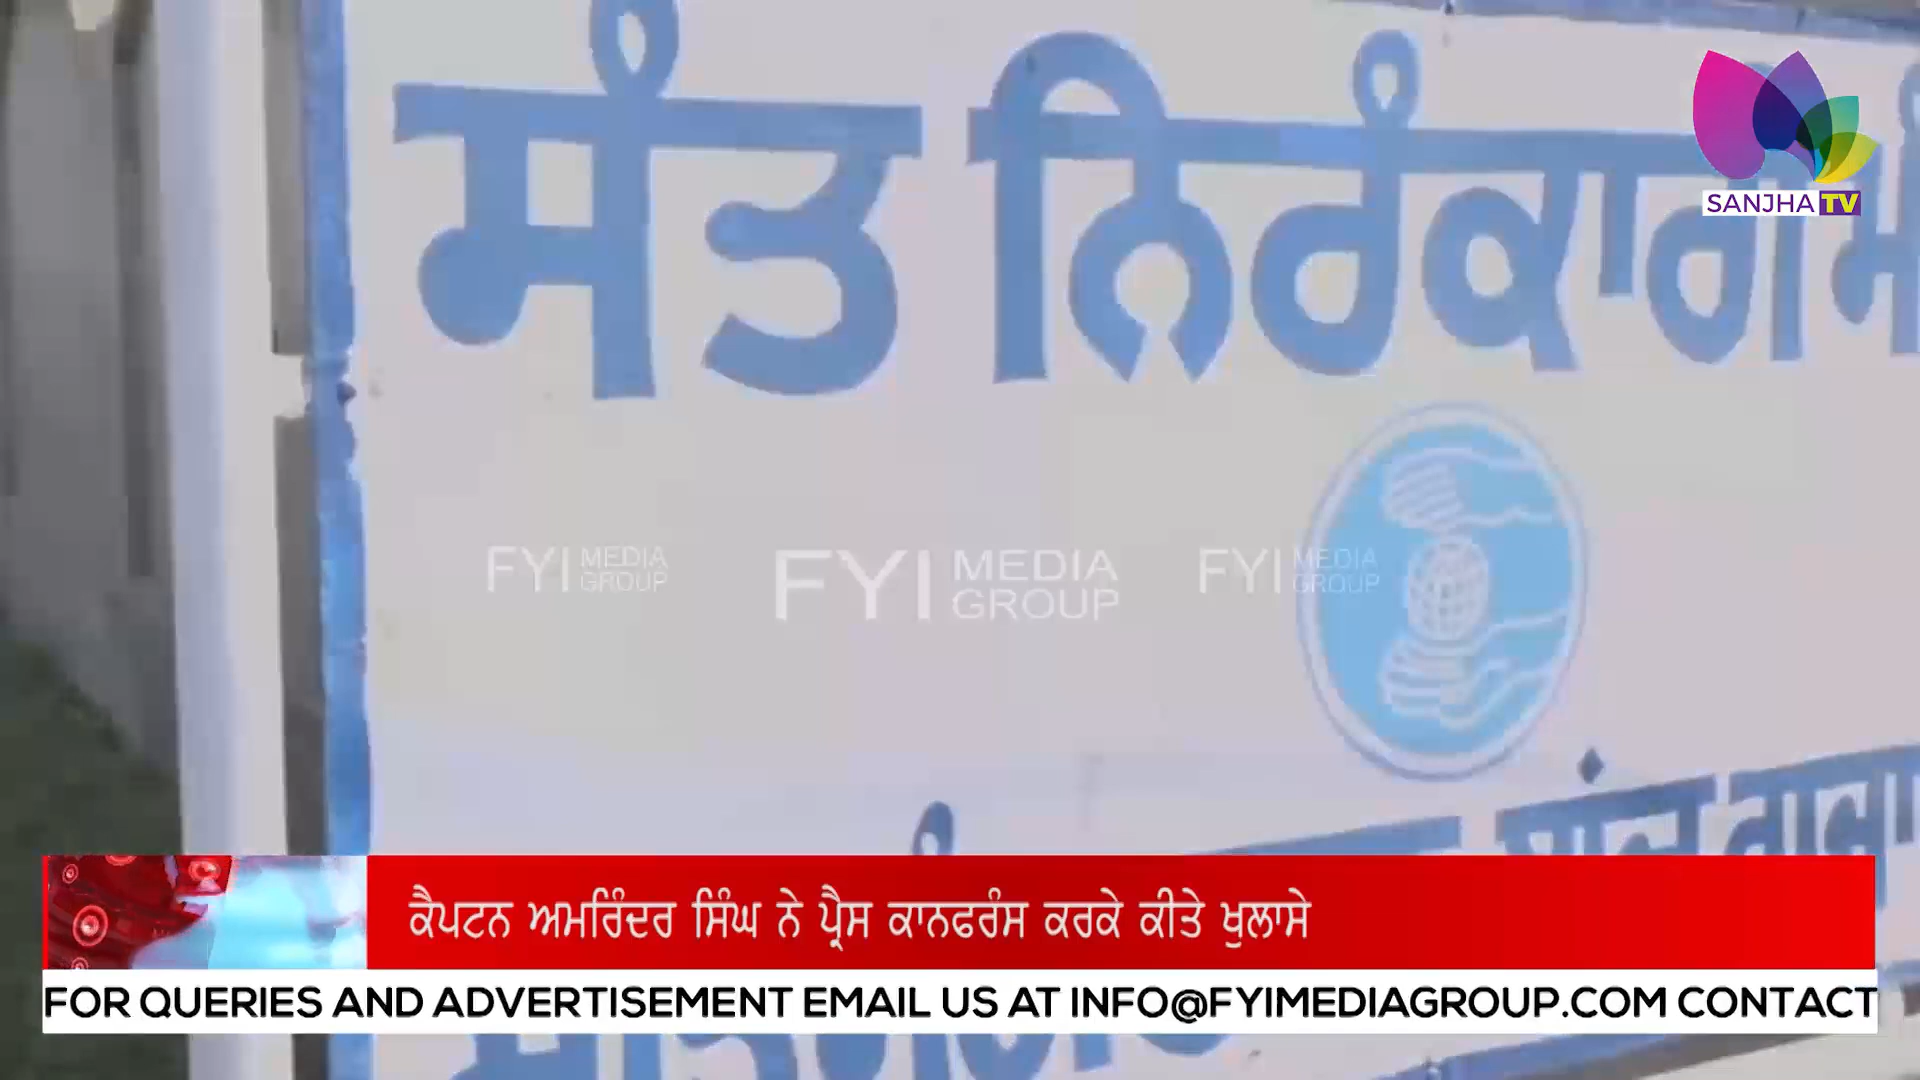 ਸੰਤ ਨਿਰੰਕਾਰੀ
SANJHA TV
FYI MEDIA GROUP FYI MEDIA GROUP FYI MEDIA GROUP
ਕੈਪਟਨ ਅਮਰਿੰਦਰ ਸਿੰਘ ਨੇ ਪ੍ਰੈਸ ਕਾਨਫਰੰਸ ਕਰਕੇ ਕੀਤੇ ਖੁਲਾਸੇ
FOR QUERIES AND ADVERTISEMENT EMAIL US AT INFO@FYIMEDIAGROUP.COM CONTACT